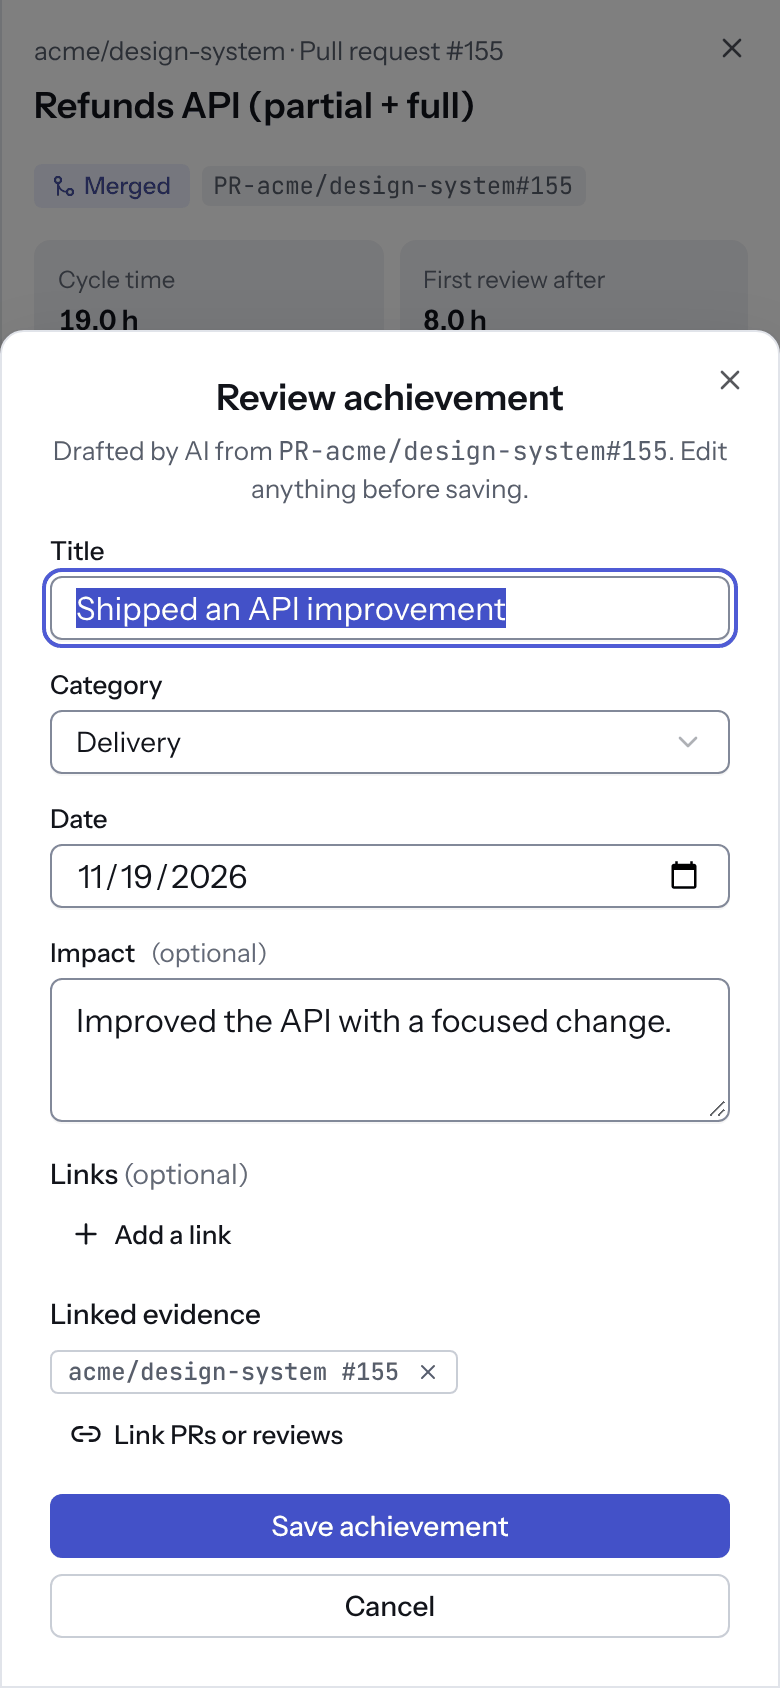 acme/design-system · Pull request #155
Refunds API (partial + full)
Merged
PR-acme/design-system#155
Cycle time
First review after
19.0 h
8.0 h
Review achievement
Drafted by AI from PR-acme/design-system#155. Edit
anything before saving.
Title
Shipped an API improvement
Category
Delivery
Date
11/19/2026
Impact (optional)
Improved the API with a focused change.
Links (optional)
Add a link
Linked evidence
acme/design-system #155
Link PRs or reviews
Save achievement
Cancel